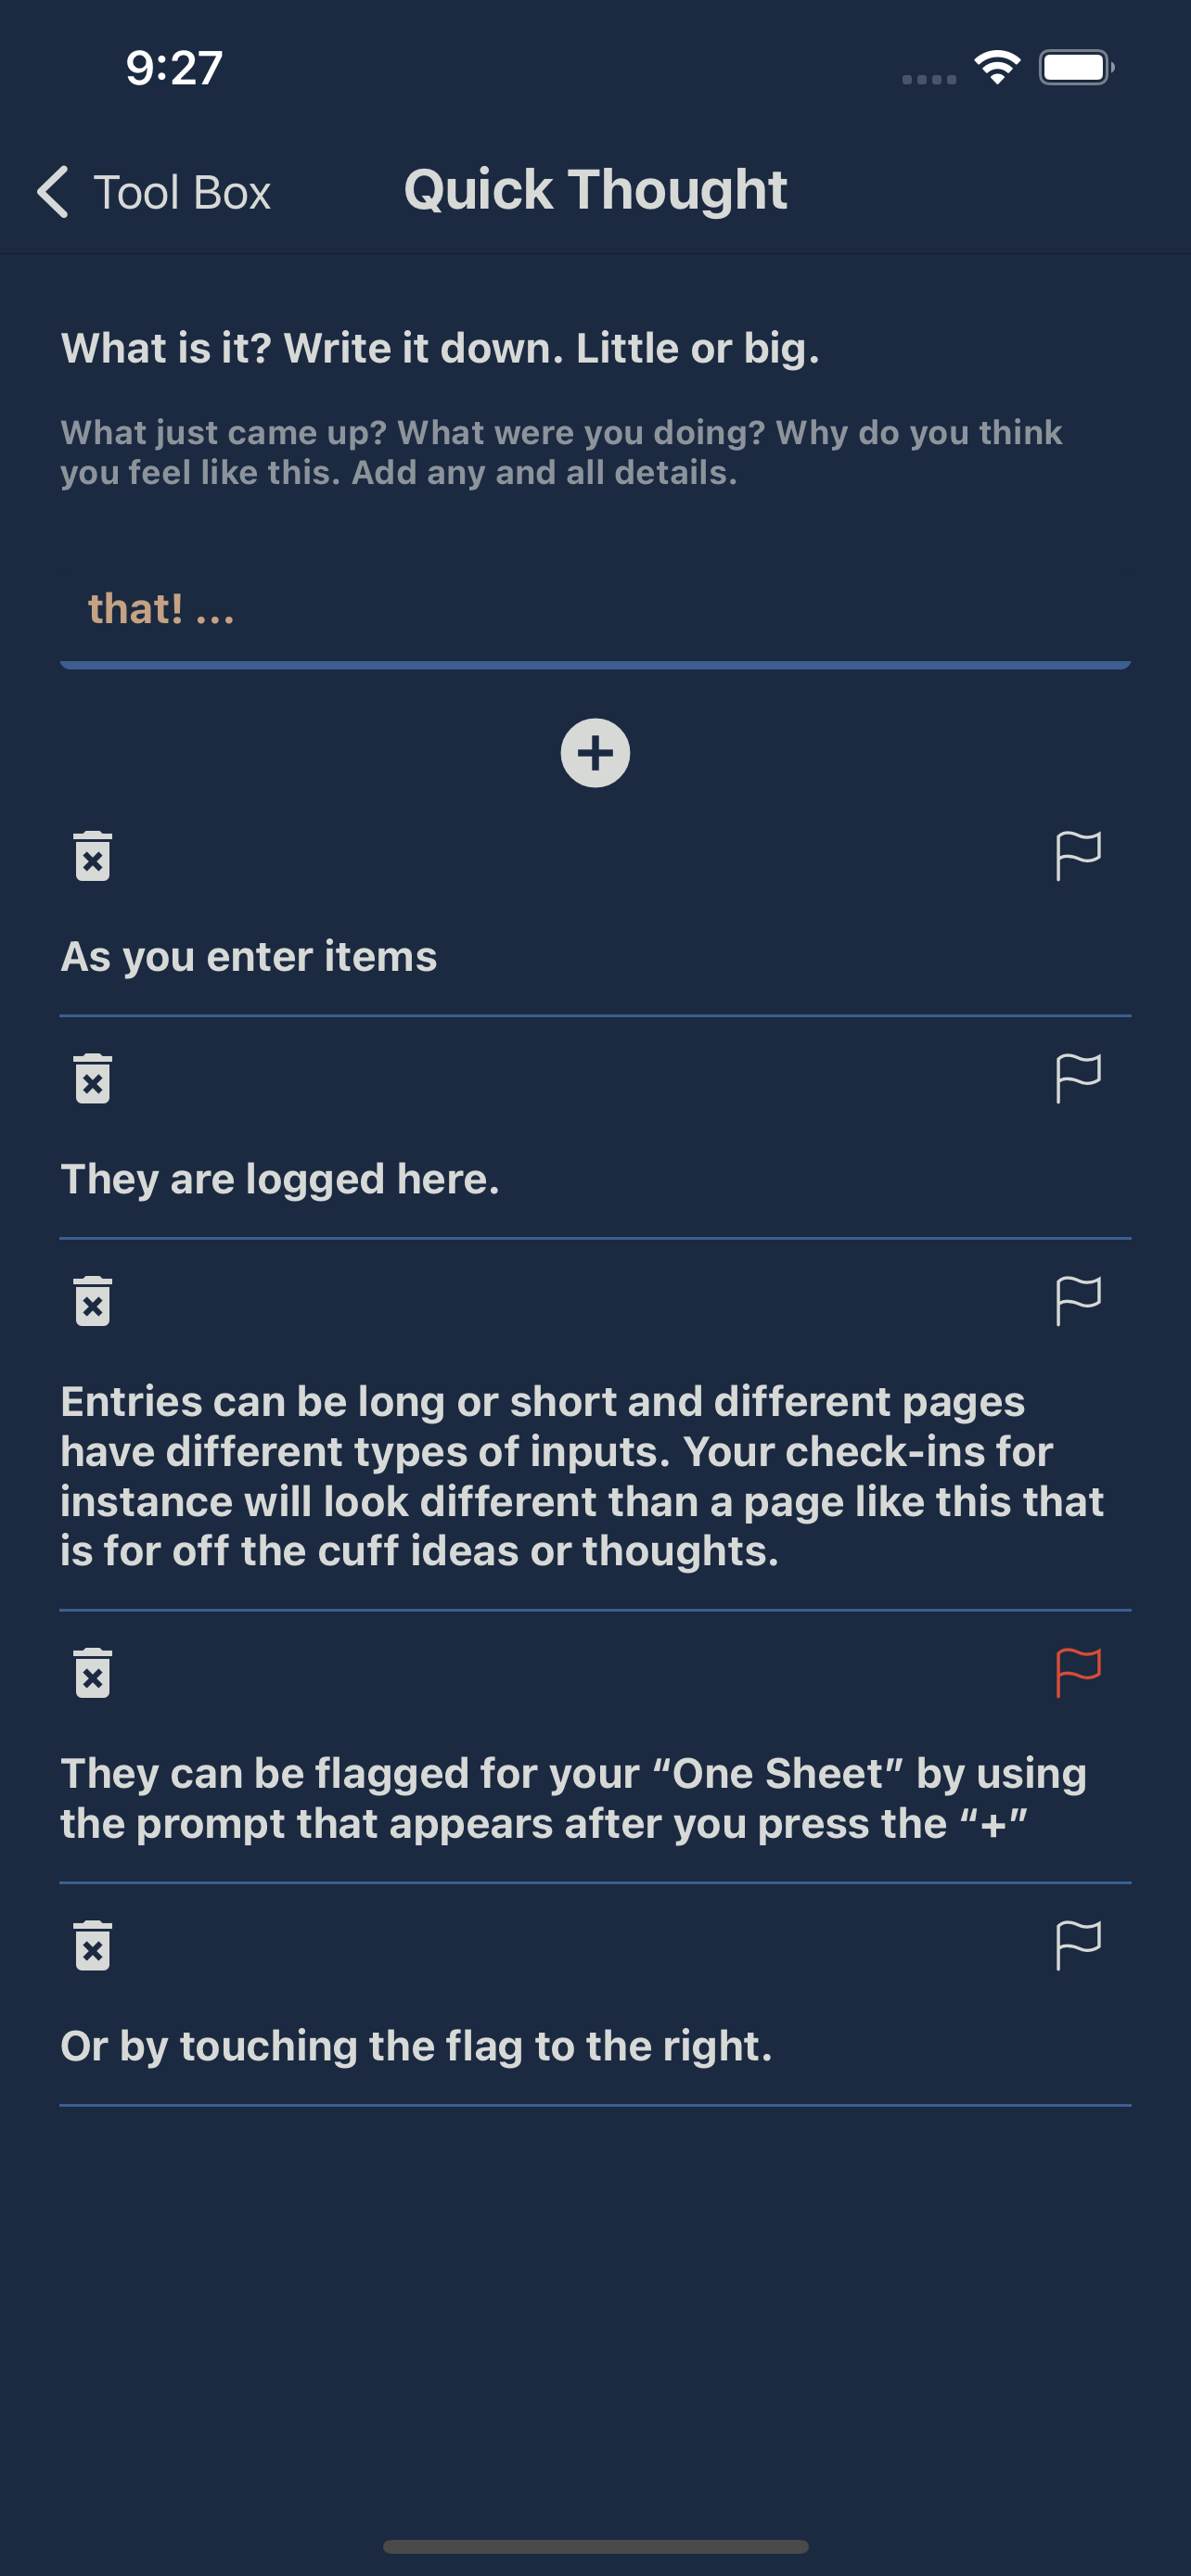 9:27
Tool Box
Quick Thought
What is it? Write it down. Little or big.
What just came up? What were you doing? Why do you think
you feel like this. Add any and all details.
that! ...
As you enter items
They are logged here.
Entries can be long or short and different pages
have different types of inputs. Your check-ins for
instance will look different than a page like this that
is for off the cuff ideas or thoughts.
They can be flagged for your “One Sheet” by using
the prompt that appears after you press the “+”
Or by touching the flag to the right.